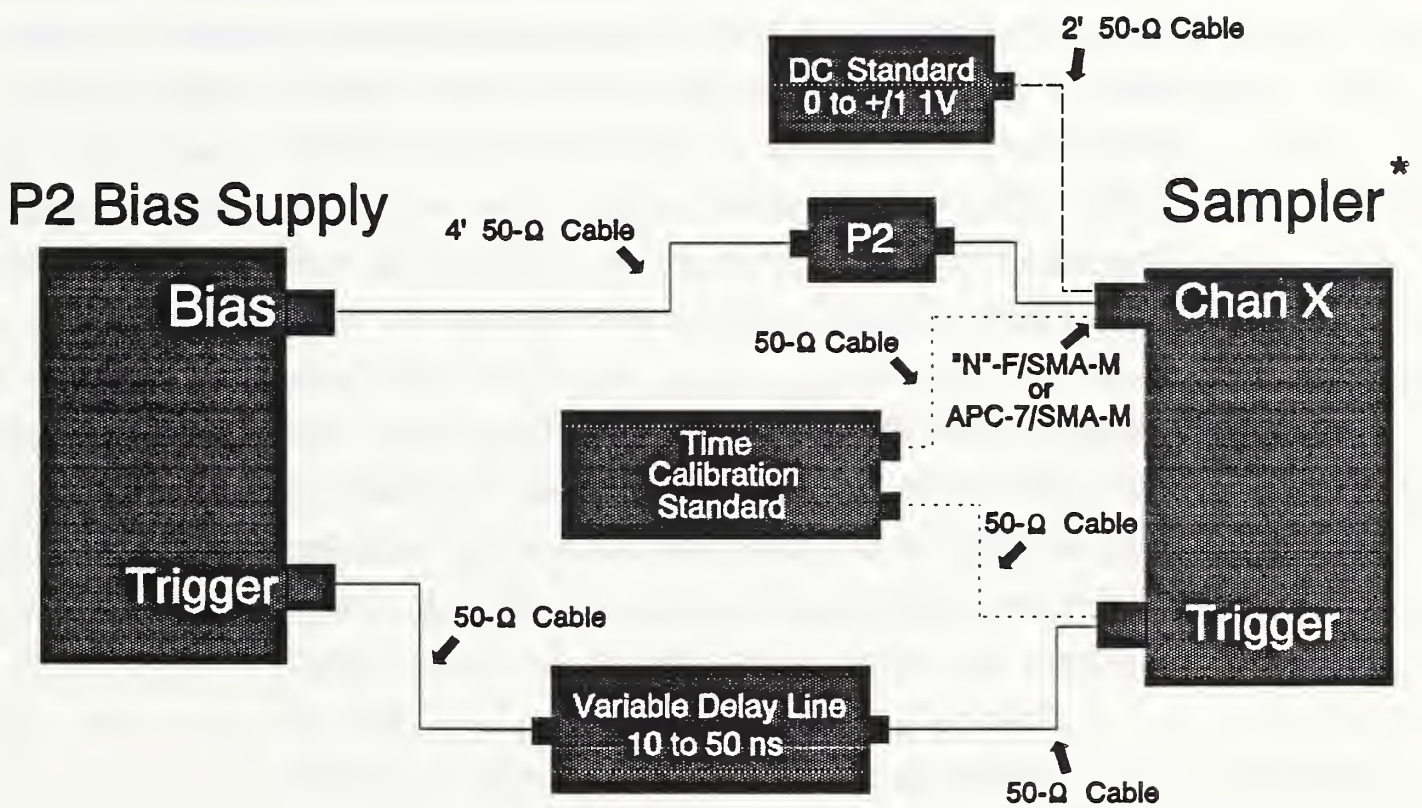 2' 50-Ω Cable
DC Standard
0 to +/1 1V
P2 Bias Supply
Sampler*
4' 50-Ω Cable
P2
Bias
Chan X
50-Ω Cable
"N"-F/SMA-M
or
APC-7/SMA-M
Time
Calibration
Standard
50-Ω Cable
Trigger
50-Ω Cable
Trigger
Variable Delay Line
10 to 50 ns
50-Ω Cable